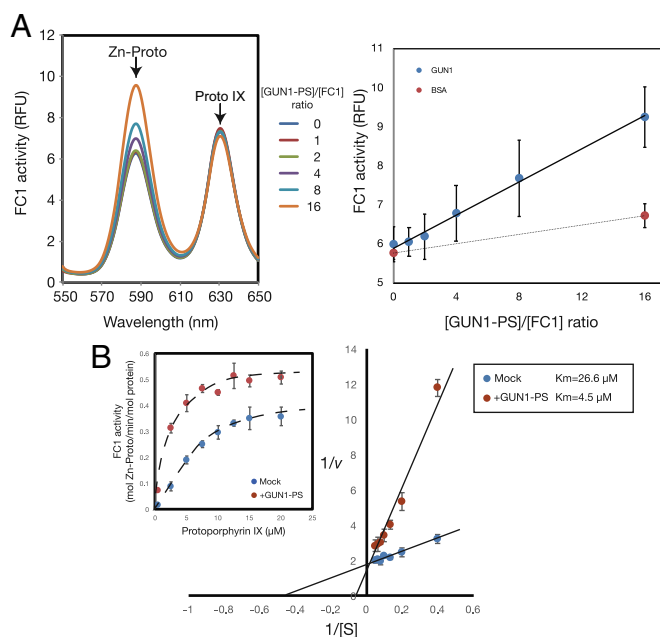 A
FC1 activity (RFU)
12
10
8
6
4
2
0
550 570 590 610 630 650
Wavelength (nm)
Zn-Proto
Proto IX
[GUN1-PS]/[FC1]
ratio
0
1
2
4
8
16
FC1 activity (RFU)
11
10
9
8
7
6
5
0 4 8 12 16
[GUN1-PS]/[FC1] ratio
GUN1
BSA
B
FC1 activity
(mol Zn-Proto/min/mol protein)
0.6
0.5
0.4
0.3
0.2
0.1
0
0 5 10 15 20 25
Protoporphyrin IX (μM)
Mock
+GUN1-PS
1/v
14
12
10
8
6
4
2
0
-1 -0.8 -0.6 -0.4 -0.2 0 0.2 0.4 0.6
1/[S]
Mock Km=26.6 μM
+GUN1-PS Km=4.5 μM